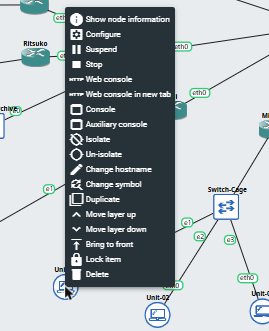 Show node information
Configure
Suspend
Stop
HTTP Web console
HTTP Web console in new tab
Console
Auxiliary console
Isolate
Un-isolate
Change hostname
Change symbol
Duplicate
Move layer up
Move layer down
Bring to front
Lock item
Delete
Ritsuko
eth0
eth0
Switch-Cage
e1
e1
e2
e3
eth0
Unit-02